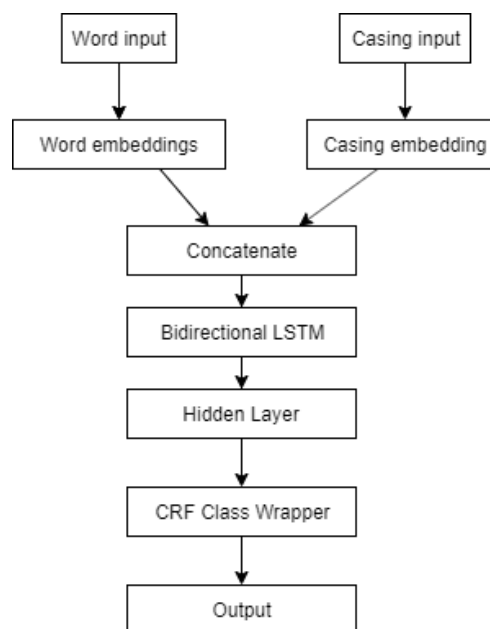 Word input
Casing input
Word embeddings
Casing embedding
Concatenate
Bidirectional LSTM
Hidden Layer
CRF Class Wrapper
Output